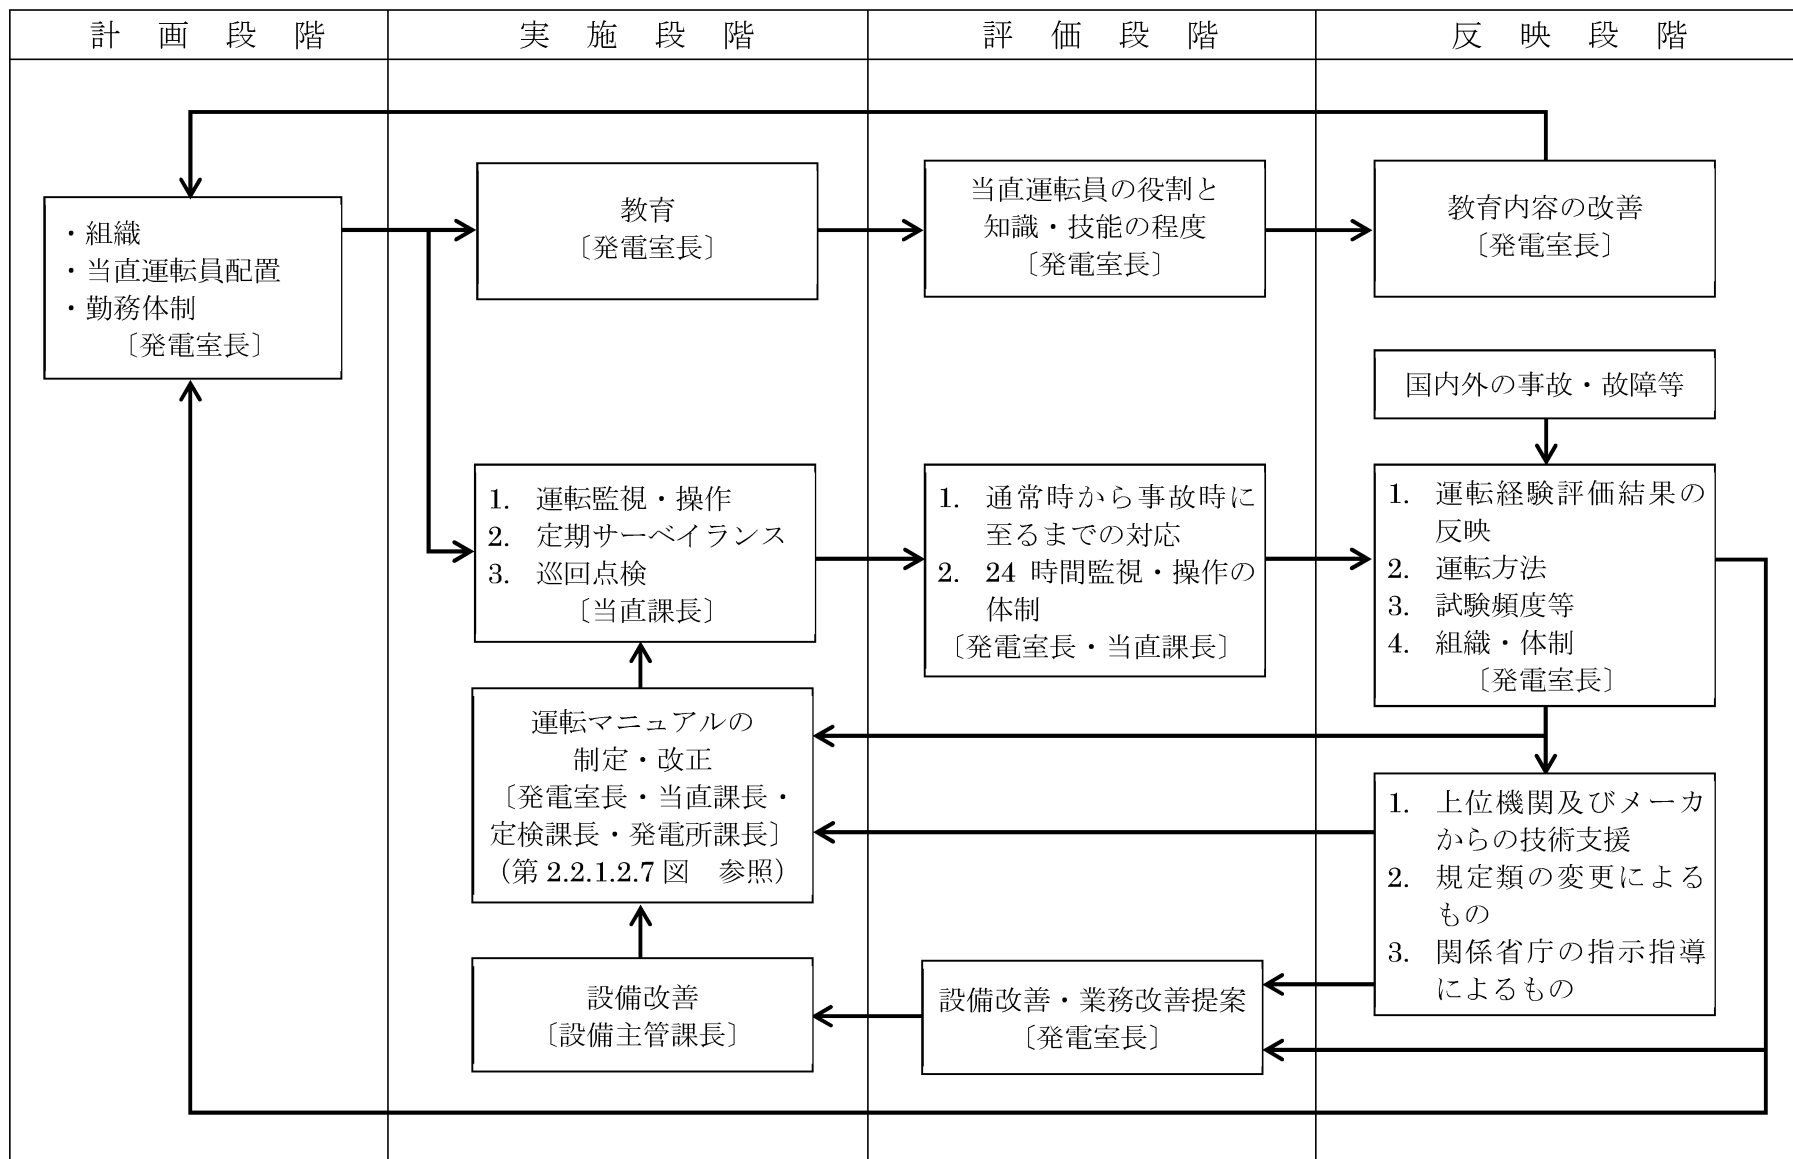 計画段階
実施段階
評価段階
反映段階
・組織
・当直運転員配置
・勤務体制
〔発電室長〕
教育
〔発電室長〕
当直運転員の役割と
知識・技能の程度
〔発電室長〕
教育内容の改善
〔発電室長〕
国内外の事故・故障等
1. 運転監視・操作
2. 定期サーベイランス
3. 巡回点検
〔当直課長〕
1. 通常時から事故時に
至るまでの対応
2. 24 時間監視・操作の
体制
〔発電室長・当直課長〕
1. 運転経験評価結果の
反映
2. 運転方法
3. 試験頻度等
4. 組織・体制
〔発電室長〕
運転マニュアルの
制定・改正
〔発電室長・当直課長・
定検課長・発電所課長〕
（第 2.2.1.2.7 図　参照）
1. 上位機関及びメーカ
からの技術支援
2. 規定類の変更による
もの
3. 関係省庁の指示指導
によるもの
設備改善
〔設備主管課長〕
設備改善・業務改善提案
〔発電室長〕